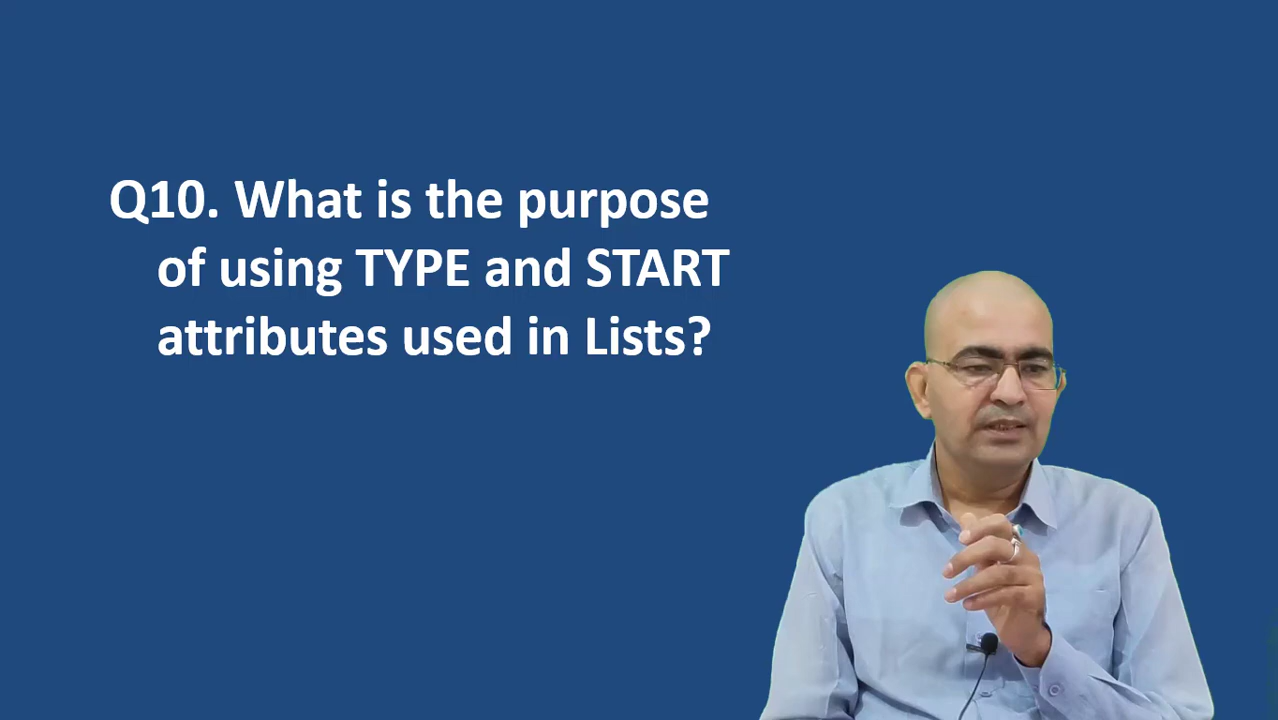 Q10. What is the purpose
of using TYPE and START
attributes used in Lists?